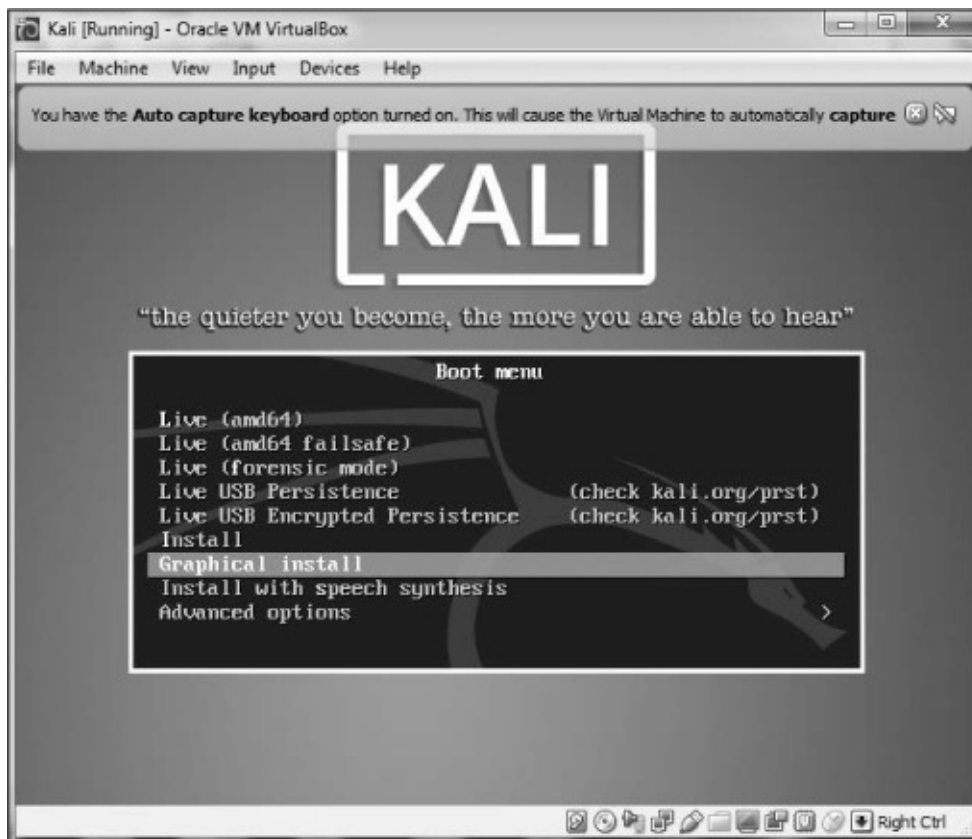 Kali [Running] - Oracle VM VirtualBox
File Machine View Input Devices Help
You have the Auto capture keyboard option turned on. This will cause the Virtual Machine to automatically capture
KALI
“the quieter you become, the more you are able to hear”
Boot menu
Live (amd64)
Live (amd64 failsafe)
Live (forensic mode)
Live USB Persistence (check kali.org/prst)
Live USB Encrypted Persistence (check kali.org/prst)
Install
Graphical install
Install with speech synthesis
Advanced options >
Right Ctrl